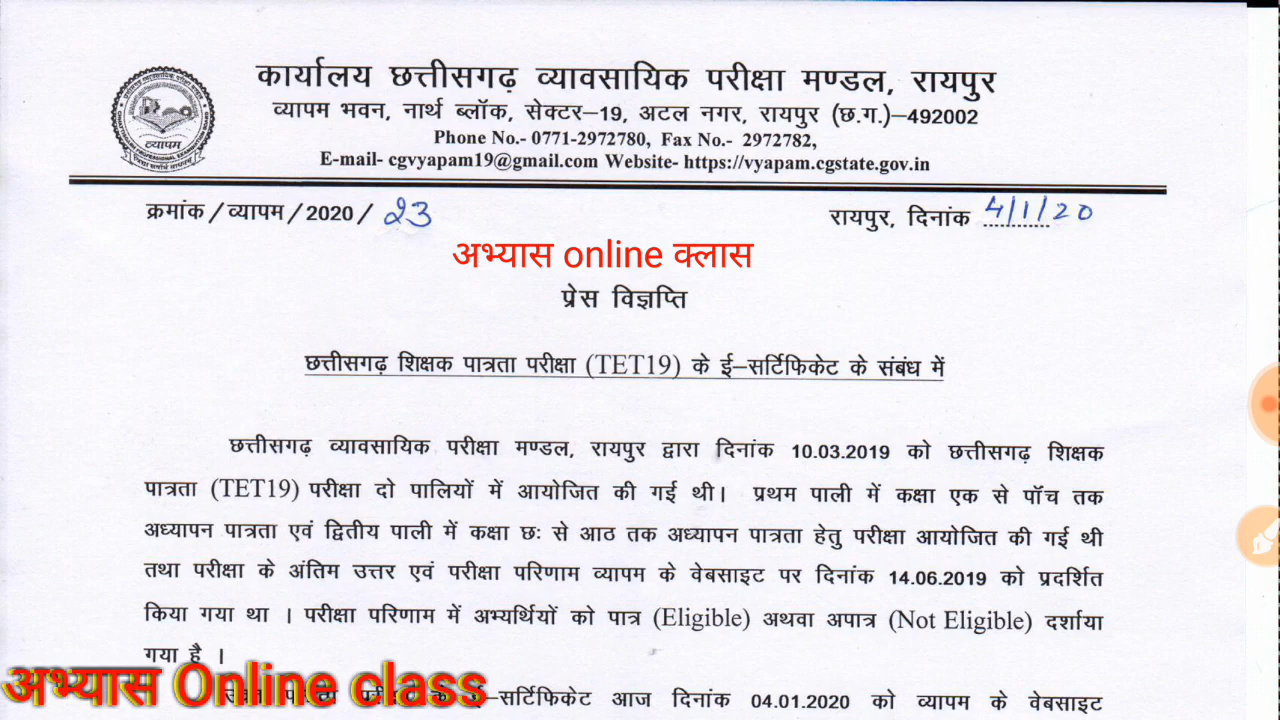 कार्यालय छत्तीसगढ़ व्यावसायिक परीक्षा मण्डल, रायपुर
व्यापम भवन, नार्थ ब्लॉक, सेक्टर–19, अटल नगर, रायपुर (छ.ग.)–492002
Phone No.- 0771-2972780, Fax No.- 2972782,
E-mail- cgvyapam19@gmail.com Website- https://vyapam.cgstate.gov.in
व्यापम
क्रमांक/व्यापम/2020/ 23 रायपुर, दिनांक 4/1/20
अभ्यास online क्लास
प्रेस विज्ञप्ति
छत्तीसगढ़ शिक्षक पात्रता परीक्षा (TET19) के ई–सर्टिफिकेट के संबंध में
छत्तीसगढ़ व्यावसायिक परीक्षा मण्डल, रायपुर द्वारा दिनांक 10.03.2019 को छत्तीसगढ़ शिक्षक
पात्रता (TET19) परीक्षा दो पालियों में आयोजित की गई थी। प्रथम पाली में कक्षा एक से पॉच तक
अध्यापन पात्रता एवं द्वितीय पाली में कक्षा छः से आठ तक अध्यापन पात्रता हेतु परीक्षा आयोजित की गई थी
तथा परीक्षा के अंतिम उत्तर एवं परीक्षा परिणाम व्यापम के वेबसाइट पर दिनांक 14.06.2019 को प्रदर्शित
किया गया था । परीक्षा परिणाम में अभ्यर्थियों को पात्र (Eligible) अथवा अपात्र (Not Eligible) दर्शाया
गया है ।
अभ्यास Online class
ई–सर्टिफिकेट आज दिनांक 04.01.2020 को व्यापम के वेबसाइट